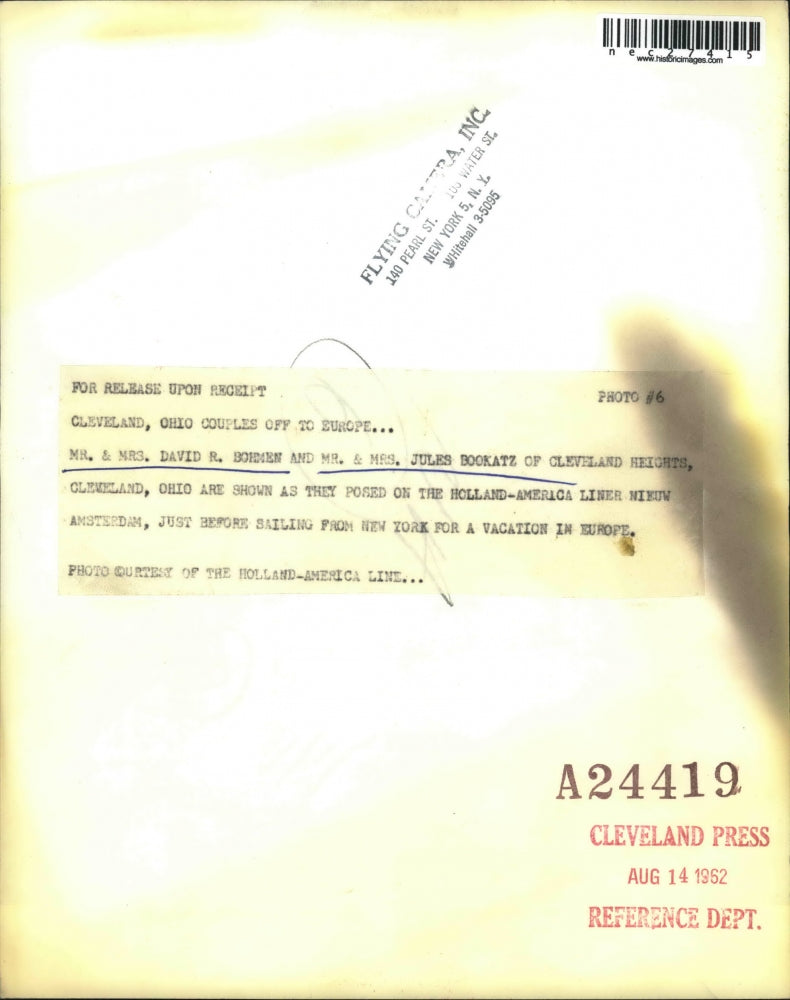 nec27415
www.historicimages.com
FLYING CAMERA, INC.
140 PEARL ST. 100 WATER ST.
NEW YORK 5, N. Y.
WHitehall 3-5095
FOR RELEASE UPON RECEIPT PHOTO #6
CLEVELAND, OHIO COUPLES OFF TO EUROPE...
MR. & MRS. DAVID R. BOHMEN AND MR. & MRS. JULES BOOKATZ OF CLEVELAND HEIGHTS,
CLEVELAND, OHIO ARE SHOWN AS THEY POSED ON THE HOLLAND-AMERICA LINER NIEUW
AMSTERDAM, JUST BEFORE SAILING FROM NEW YORK FOR A VACATION IN EUROPE.
PHOTO OURTESY OF THE HOLLAND-AMERICA LINE...
A24419
CLEVELAND PRESS
AUG 14 1962
REFERENCE DEPT.